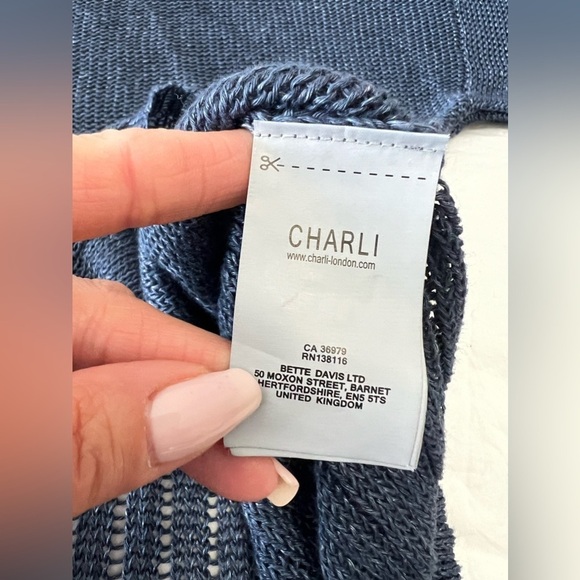 CHARLI
www.charli-london.com
CA 36979
RN138116
BETTE DAVIS LTD
50 MOXON STREET, BARNET
HERTFORDSHIRE, EN5 5TS
UNITED KINGDOM